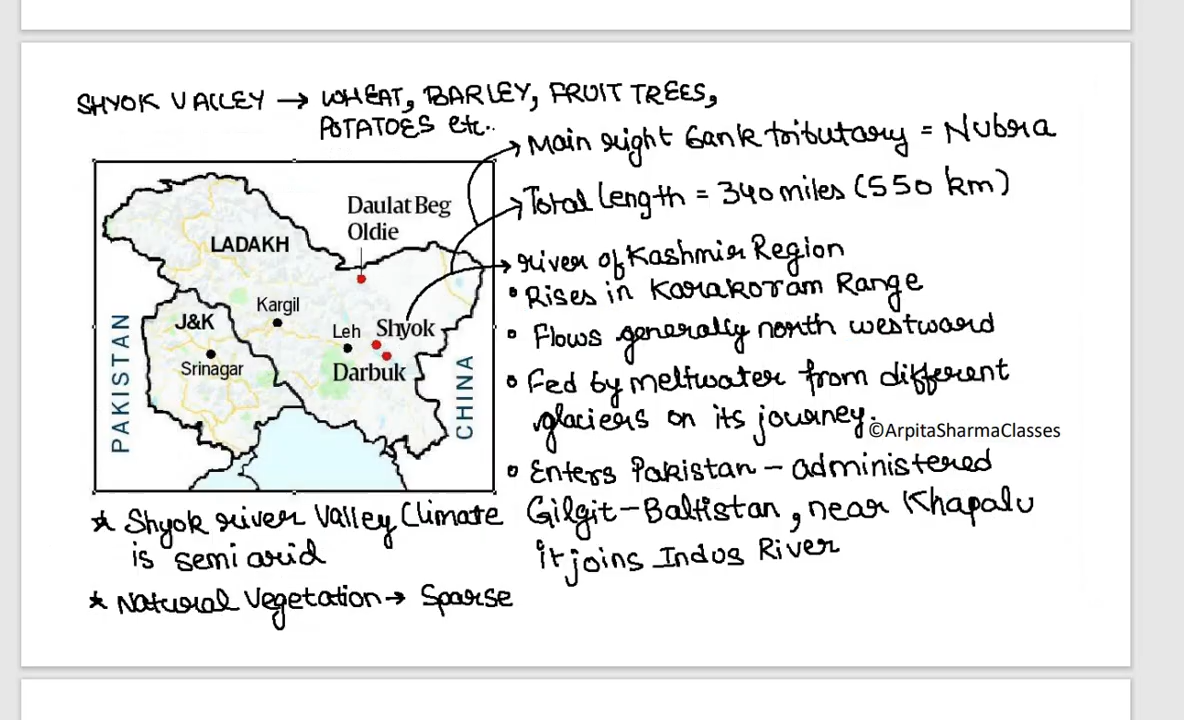 SHYOK VALLEY → WHEAT, BARLEY, FRUIT TREES,
POTATOES etc..
→ Main right bank tributary = Nubra
→ Total length = 340 miles (550 km)
→ river of Kashmir Region
• Rises in Karakoram Range
• Flows generally north westward
• Fed by meltwater from different
glaciers on its journey.
©ArpitaSharmaClasses
• Enters Pakistan - administered
Gilgit-Baltistan, near Khapalu
it joins Indus River
Daulat Beg
Oldie
LADAKH
Kargil
J&K
Leh Shyok
Srinagar
Darbuk
PAKISTAN
CHINA
* Shyok river Valley Climate
is semi arid
* Natural Vegetation → Sparse